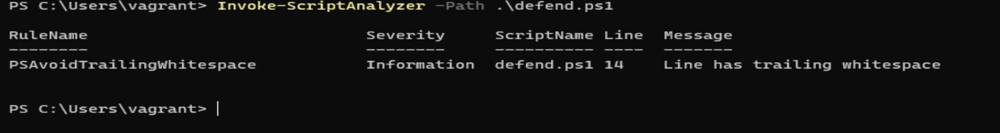 PS C:\Users\vagrant> Invoke-ScriptAnalyzer -Path .\defend.ps1
RuleName Severity ScriptName Line Message
-------- -------- ---------- ---- -------
PSAvoidTrailingWhitespace Information defend.ps1 14 Line has trailing whitespace
PS C:\Users\vagrant>